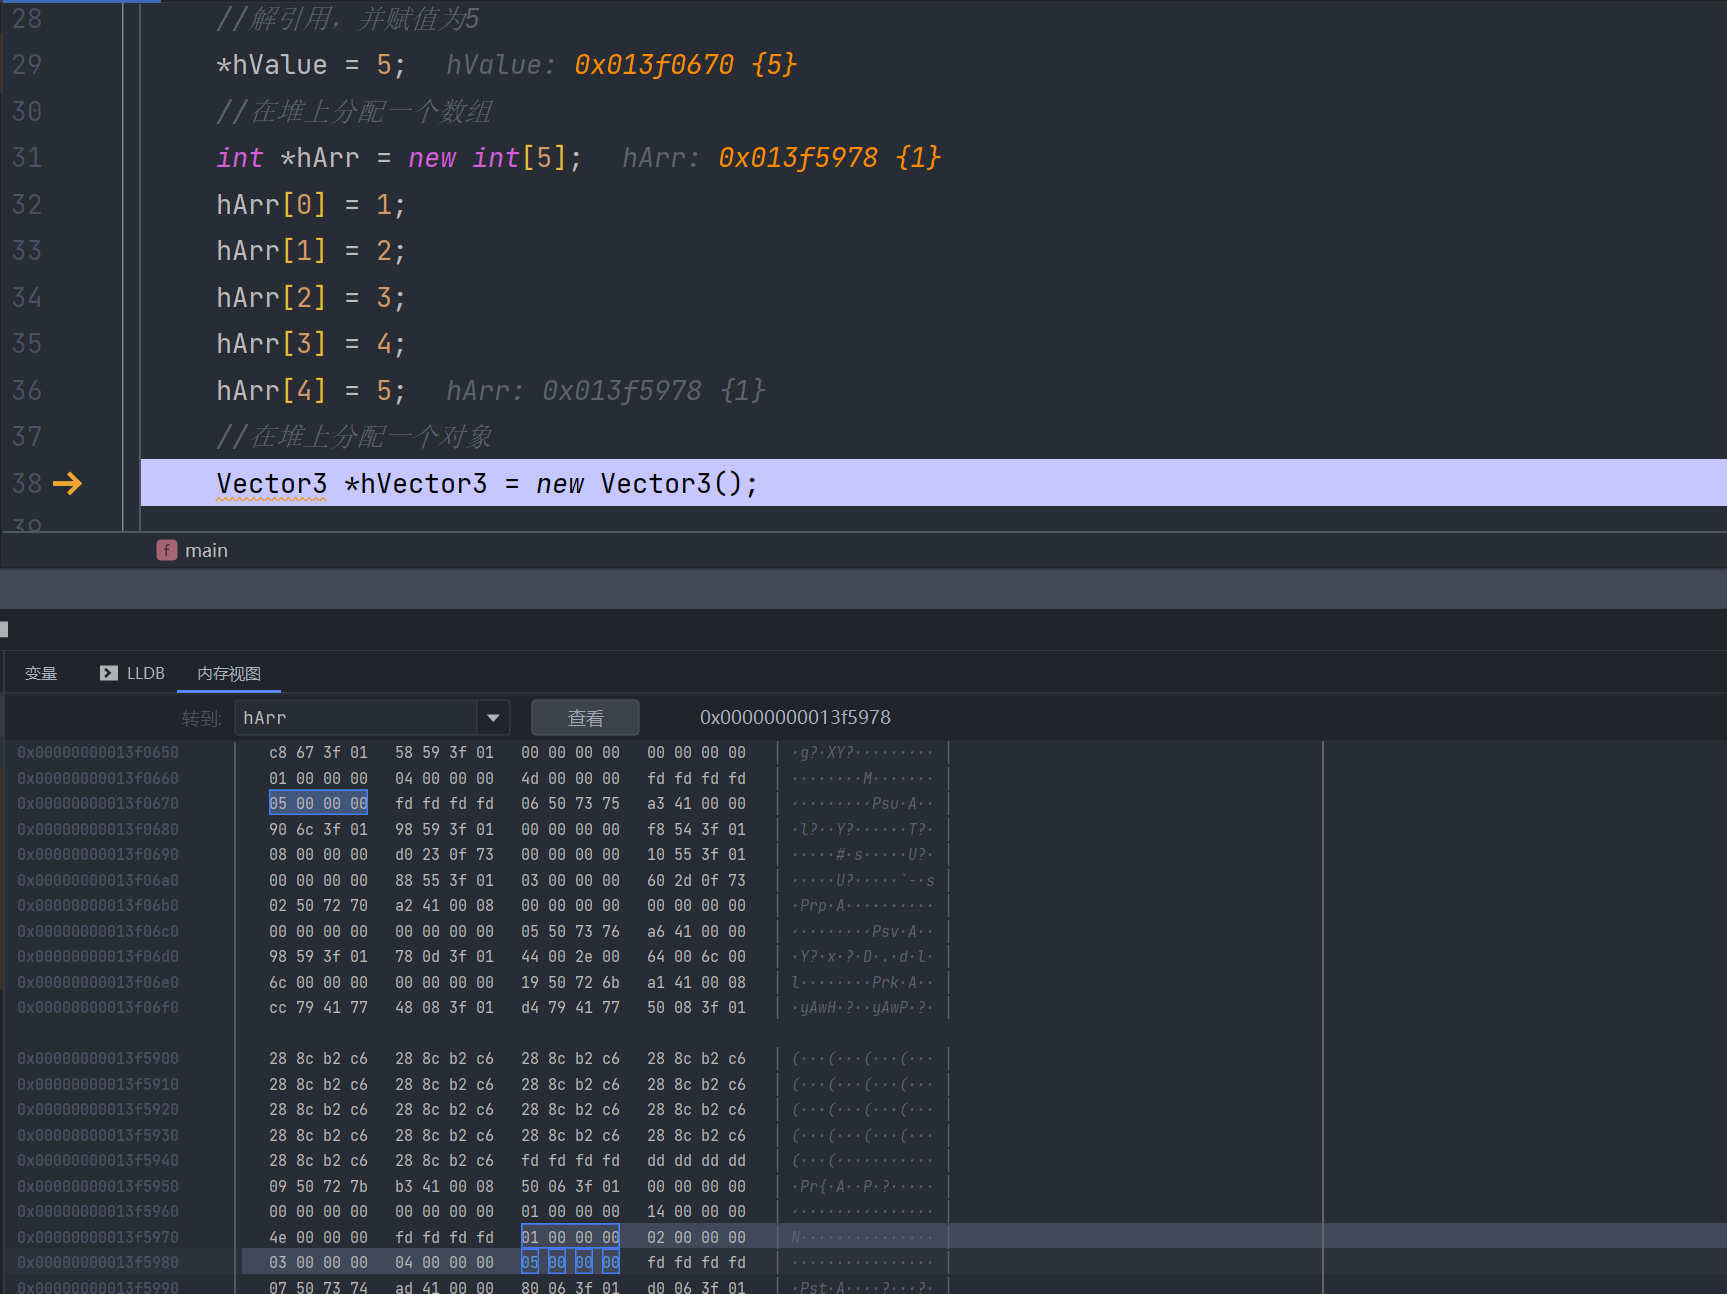 28 //解引用，并赋值为5
29 *hValue = 5; hValue: 0x013f0670 {5}
30 //在堆上分配一个数组
31 int *hArr = new int[5]; hArr: 0x013f5978 {1}
32 hArr[0] = 1;
33 hArr[1] = 2;
34 hArr[2] = 3;
35 hArr[3] = 4;
36 hArr[4] = 5; hArr: 0x013f5978 {1}
37 //在堆上分配一个对象
38 Vector3 *hVector3 = new Vector3();
39
f main
变量 LLDB 内存视图
转到: hArr 查看 0x00000000013f5978
0x00000000013f0650 c8 67 3f 01 58 59 3f 01 00 00 00 00 00 00 00 00 | ·g?·XY?········· |
0x00000000013f0660 01 00 00 00 04 00 00 00 4d 00 00 00 fd fd fd fd | ········M······· |
0x00000000013f0670 05 00 00 00 fd fd fd fd 06 50 73 75 a3 41 00 00 | ·········Psu·A·· |
0x00000000013f0680 90 6c 3f 01 98 59 3f 01 00 00 00 00 f8 54 3f 01 | ·l?··Y?······T?· |
0x00000000013f0690 08 00 00 00 d0 23 0f 73 00 00 00 00 10 55 3f 01 | ·····#·s·····U?· |
0x00000000013f06a0 00 00 00 00 88 55 3f 01 03 00 00 00 60 2d 0f 73 | ·····U?·····`-·s |
0x00000000013f06b0 02 50 72 70 a2 41 00 08 00 00 00 00 00 00 00 00 | ·Prp·A·········· |
0x00000000013f06c0 00 00 00 00 00 00 00 00 05 50 73 76 a6 41 00 00 | ·········Psv·A·· |
0x00000000013f06d0 98 59 3f 01 78 0d 3f 01 44 00 2e 00 64 00 6c 00 | ·Y?·x·?·D·.·d·l· |
0x00000000013f06e0 6c 00 00 00 00 00 00 00 19 50 72 6b a1 41 00 08 | l········Prk·A·· |
0x00000000013f06f0 cc 79 41 77 48 08 3f 01 d4 79 41 77 50 08 3f 01 | ·yAwH·?··yAwP·?· |
0x00000000013f5900 28 8c b2 c6 28 8c b2 c6 28 8c b2 c6 28 8c b2 c6 | (···(···(···(··· |
0x00000000013f5910 28 8c b2 c6 28 8c b2 c6 28 8c b2 c6 28 8c b2 c6 | (···(···(···(··· |
0x00000000013f5920 28 8c b2 c6 28 8c b2 c6 28 8c b2 c6 28 8c b2 c6 | (···(···(···(··· |
0x00000000013f5930 28 8c b2 c6 28 8c b2 c6 28 8c b2 c6 28 8c b2 c6 | (···(···(···(··· |
0x00000000013f5940 28 8c b2 c6 28 8c b2 c6 fd fd fd fd dd dd dd dd | (···(··········· |
0x00000000013f5950 09 50 72 7b b3 41 00 08 50 06 3f 01 00 00 00 00 | ·Pr{·A··P·?····· |
0x00000000013f5960 00 00 00 00 00 00 00 00 01 00 00 00 14 00 00 00 | ················ |
0x00000000013f5970 4e 00 00 00 fd fd fd fd 01 00 00 00 02 00 00 00 | N··············· |
0x00000000013f5980 03 00 00 00 04 00 00 00 05 00 00 00 fd fd fd fd | ················ |
0x00000000013f5990 07 50 73 74 ad 41 00 00 80 06 3f 01 d0 06 3f 01 | ·Pst·A····?···?· |